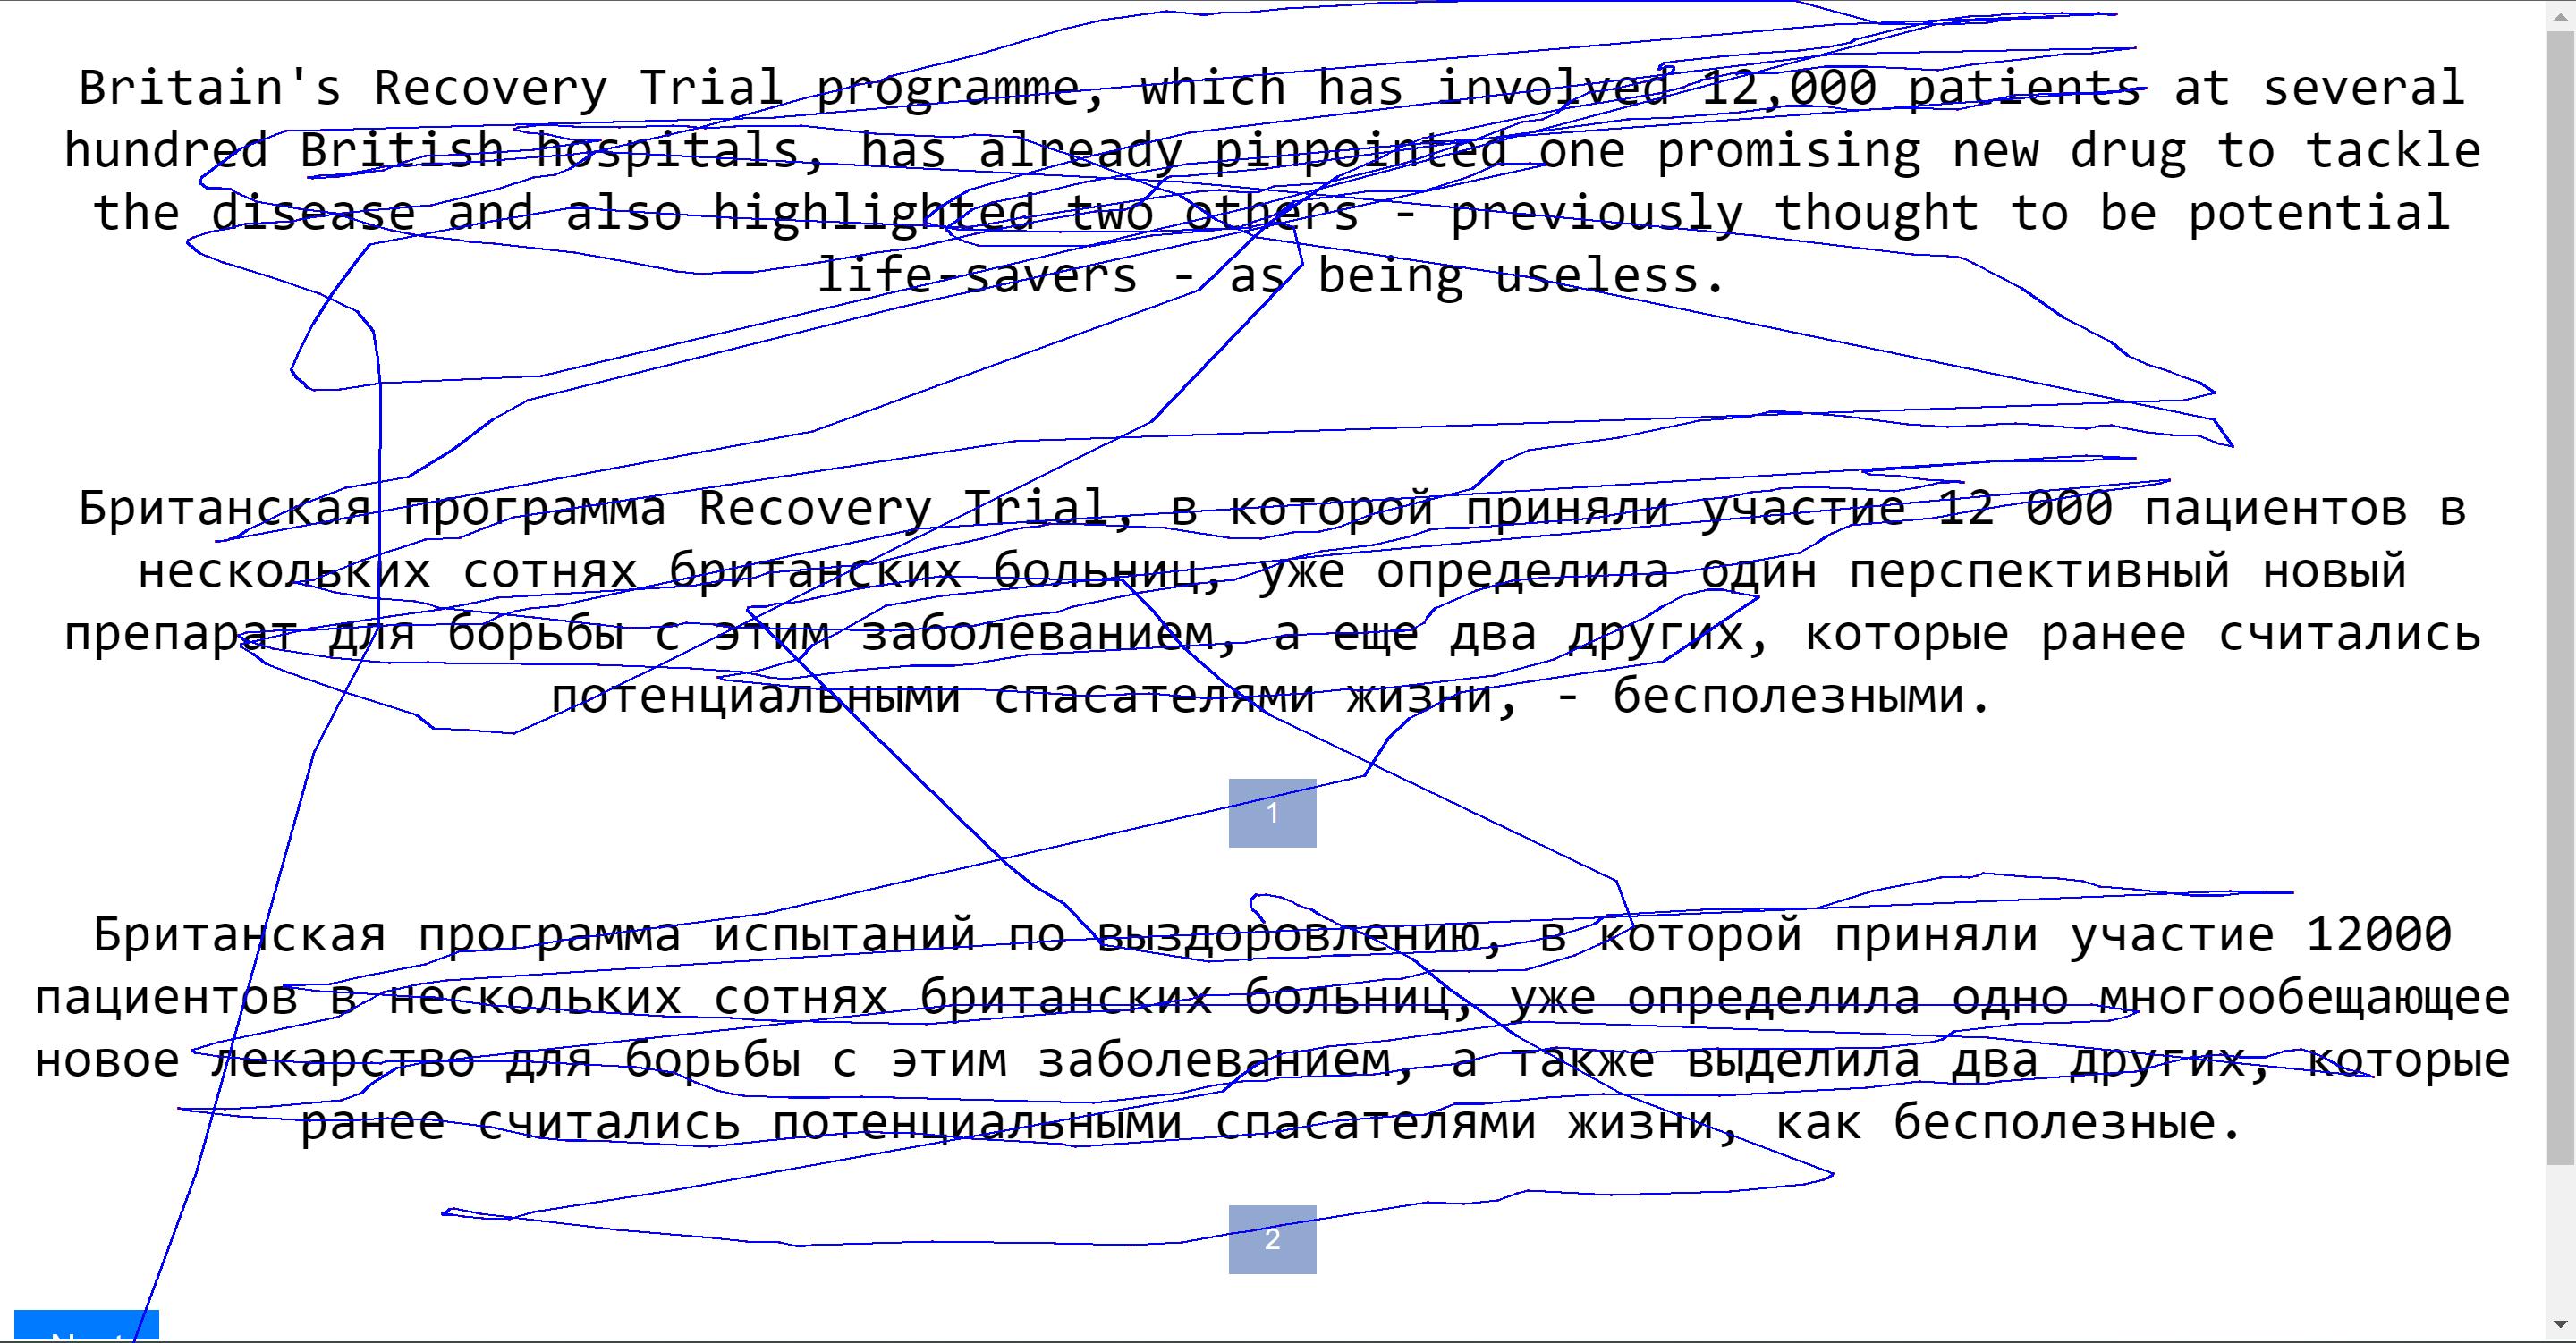 Britain's Recovery Trial programme, which has involved 12,000 patients at several
hundred British hospitals, has already pinpointed one promising new drug to tackle
the disease and also highlighted two others - previously thought to be potential
life-savers - as being useless.
Британская программа Recovery Trial, в которой приняли участие 12 000 пациентов в
нескольких сотнях британских больниц, уже определила один перспективный новый
препарат для борьбы с этим заболеванием, а еще два других, которые ранее считались
потенциальными спасателями жизни, - бесполезными.
1
Британская программа испытаний по выздоровлению, в которой приняли участие 12000
пациентов в нескольких сотнях британских больниц, уже определила одно многообещающее
новое лекарство для борьбы с этим заболеванием, а также выделила два других, которые
ранее считались потенциальными спасателями жизни, как бесполезные.
2